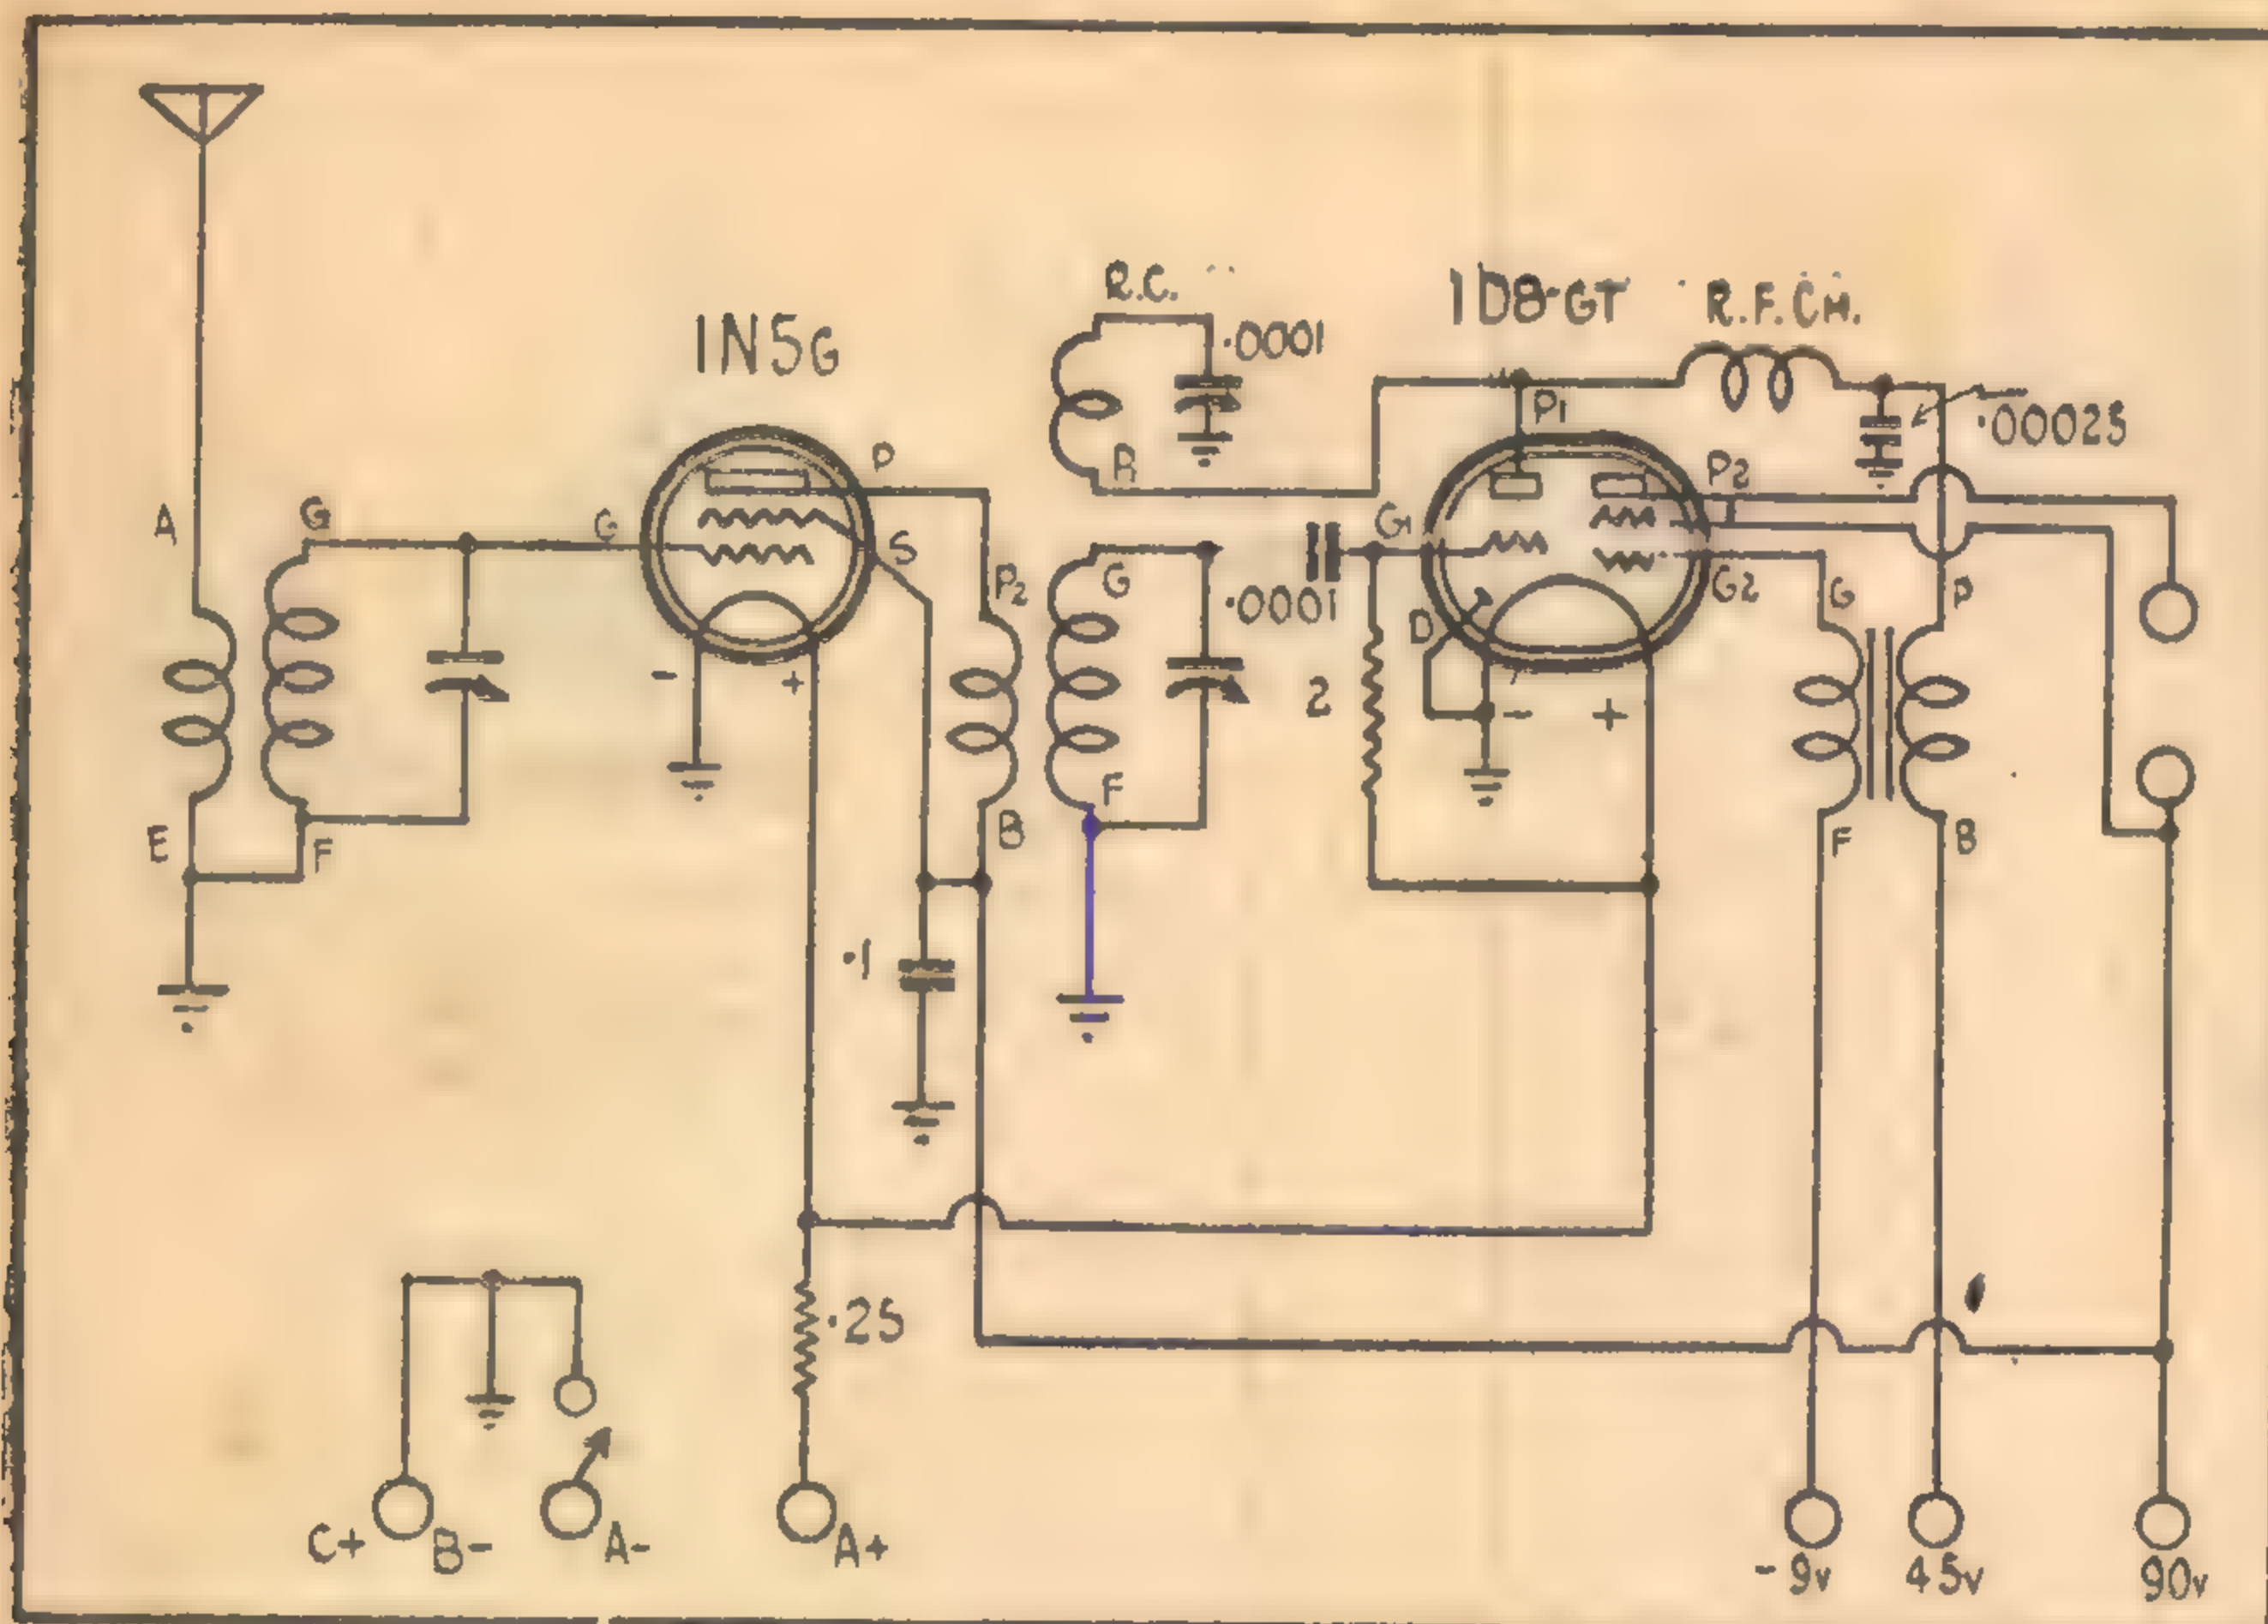 R.C.
.0001
1D8-GT
R.F.CH.
1N5G
.00025
P1
P
R
P2
A
G
G
S
G1
P2
G
.0001
G2
G
P
D
2
-
+
-
+
E
F
B
F
F
B
.1
.25
C+
B-
A-
A+
-9v
45v
90v